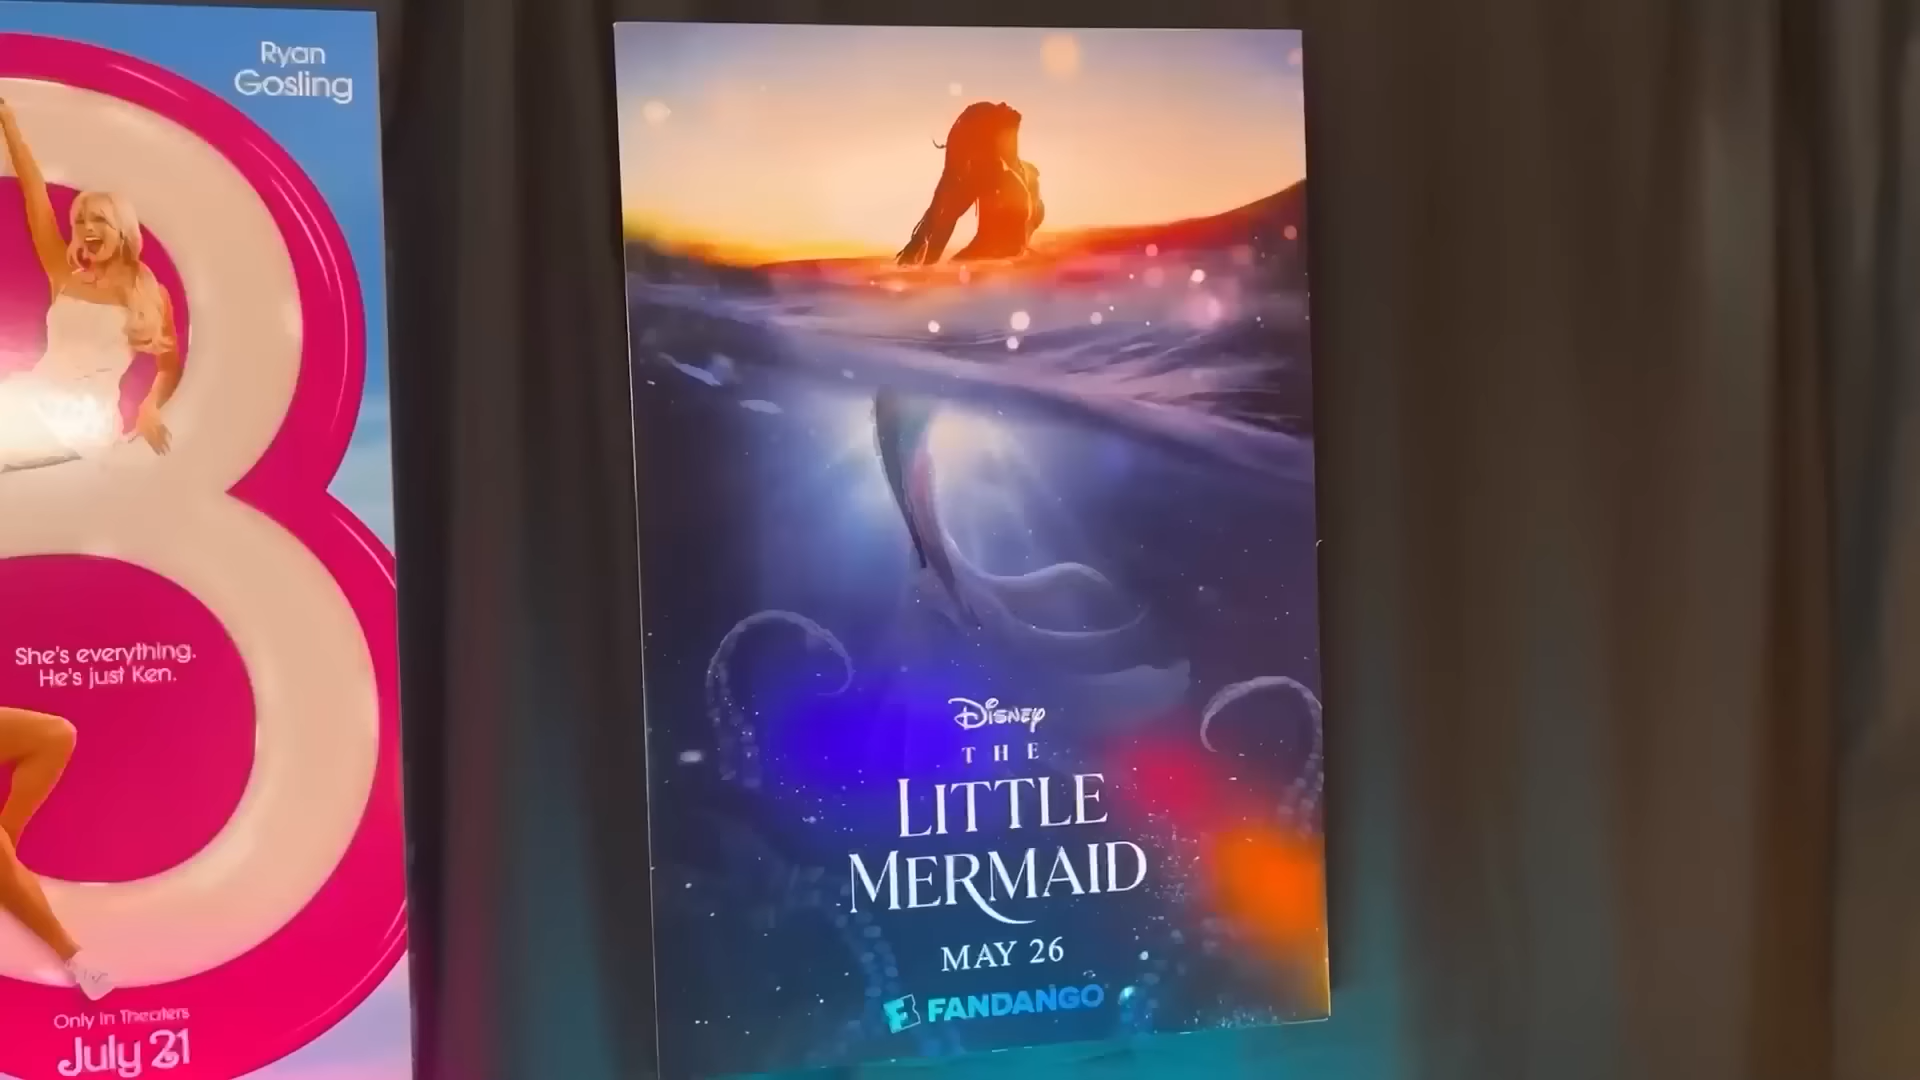 Ryan
Gosling
She's everything.
He's just Ken.
Only In Theaters
July 21
Disney
THE
LITTLE
MERMAID
MAY 26
FANDANGO